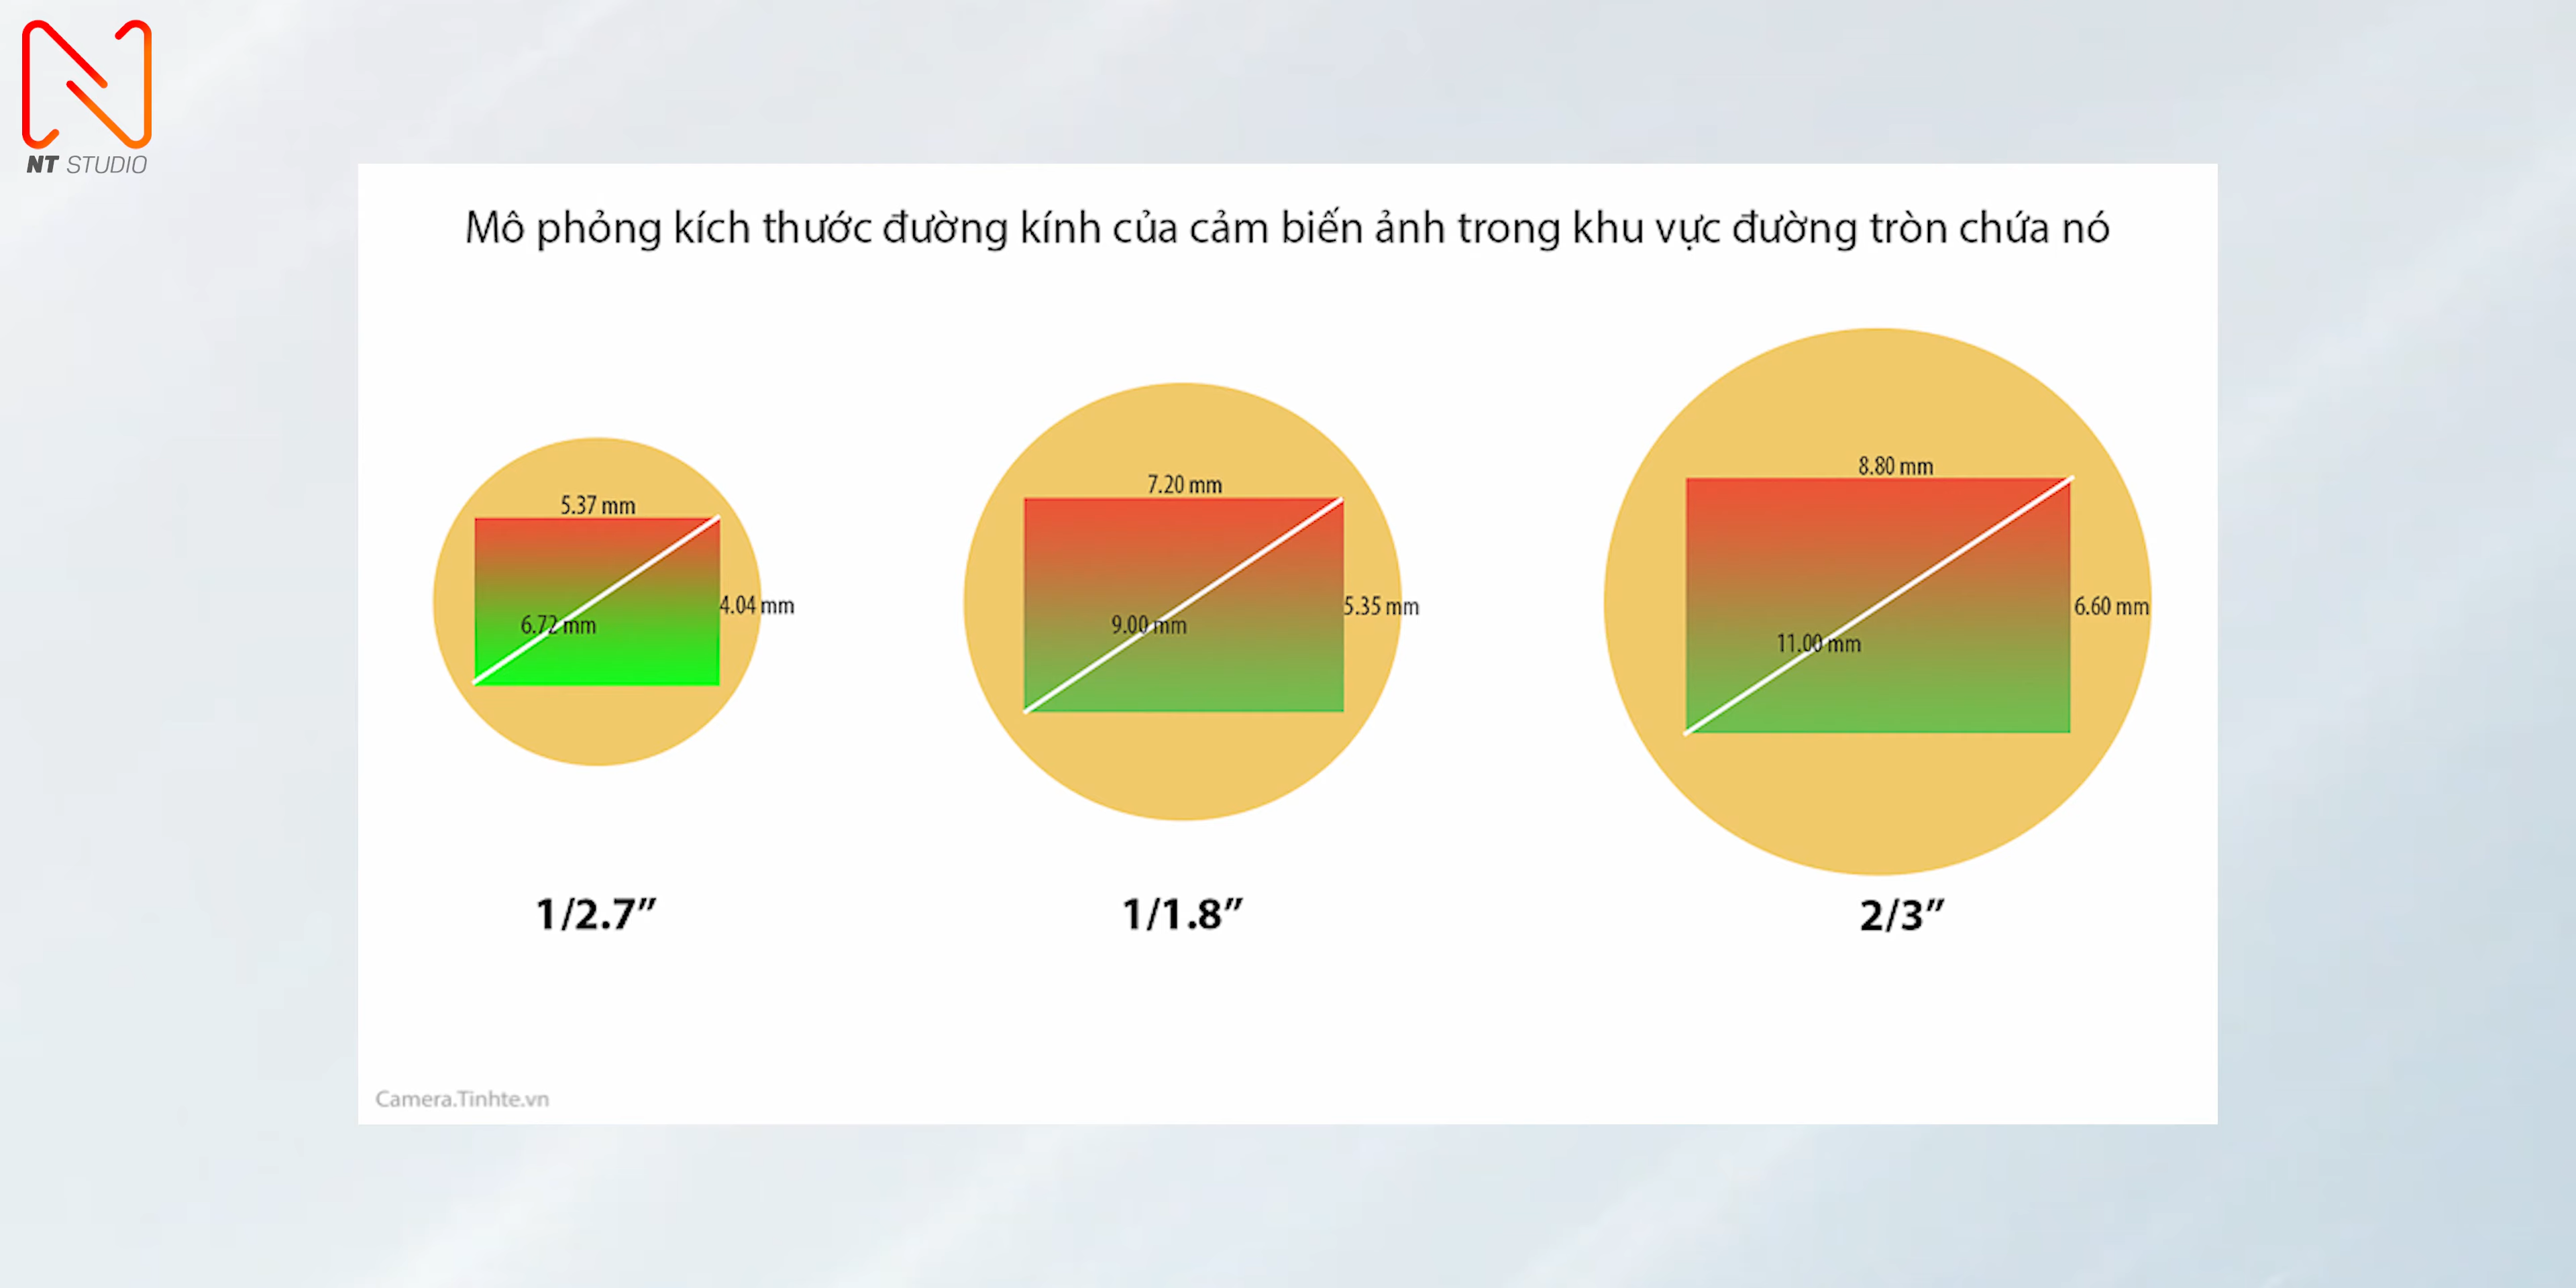 NT STUDIO
Mô phỏng kích thước đường kính của cảm biến ảnh trong khu vực đường tròn chứa nó
5.37 mm
4.04 mm
6.72 mm
1/2.7”
7.20 mm
5.35 mm
9.00 mm
1/1.8”
8.80 mm
6.60 mm
11.00 mm
2/3”
Camera.Tinhte.vn